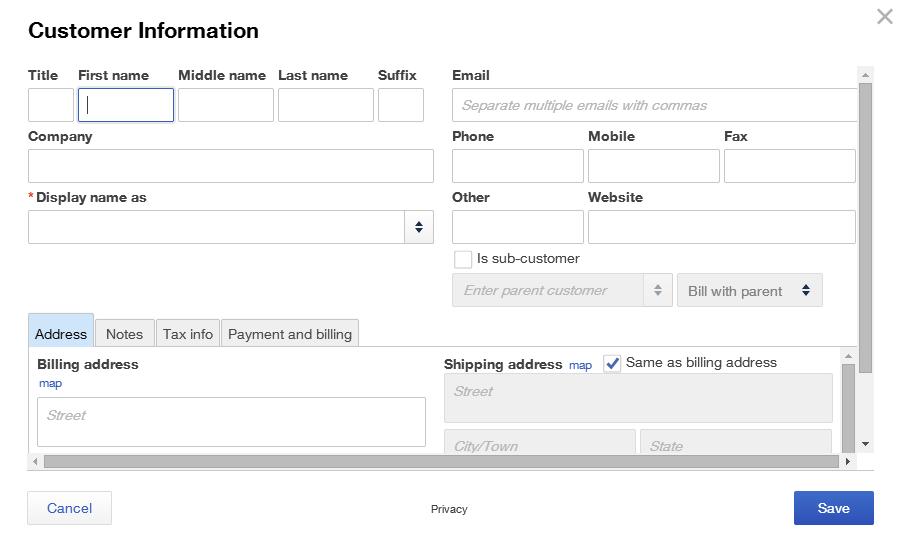 Customer Information
Title First name Middle name Last name Suffix
Email
Separate multiple emails with commas
Company
Phone Mobile Fax
* Display name as
Other Website
Is sub-customer
Enter parent customer Bill with parent
Address Notes Tax info Payment and billing
Billing address
map
Street
Shipping address map Same as billing address
Street
City/Town State
Cancel Privacy Save